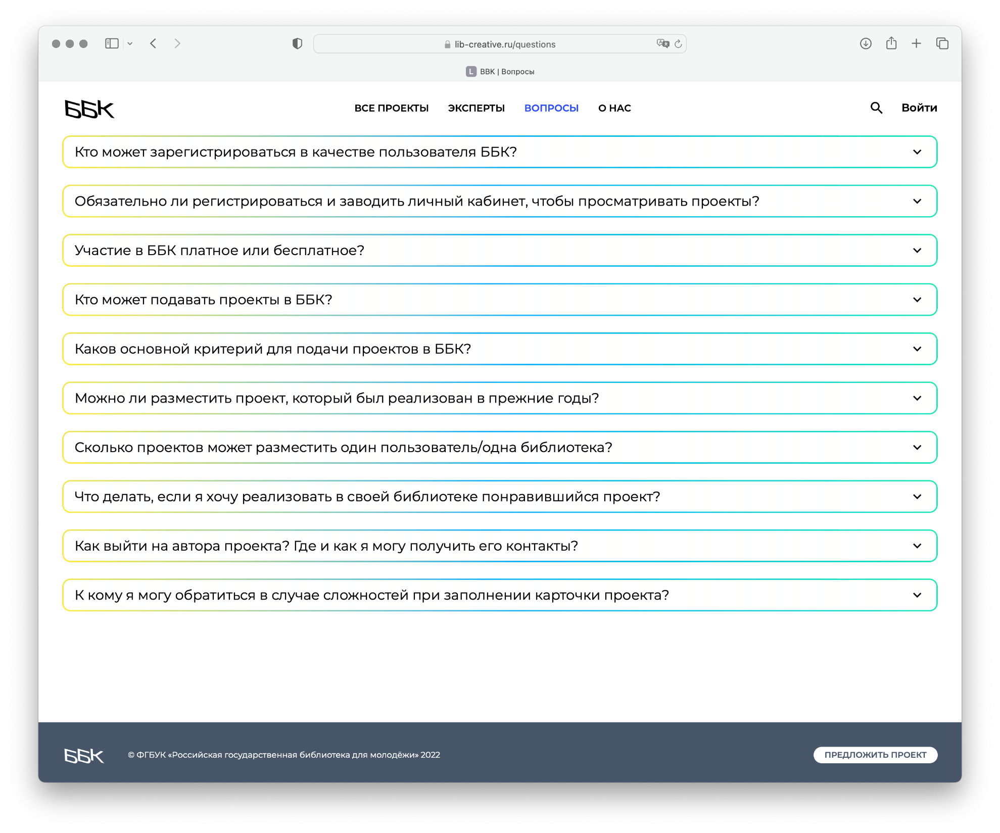 lib-creative.ru/questions
L BBK | Вопросы
ББК
ВСЕ ПРОЕКТЫ ЭКСПЕРТЫ ВОПРОСЫ О НАС Войти
Кто может зарегистрироваться в качестве пользователя ББК?
Обязательно ли регистрироваться и заводить личный кабинет, чтобы просматривать проекты?
Участие в ББК платное или бесплатное?
Кто может подавать проекты в ББК?
Каков основной критерий для подачи проектов в ББК?
Можно ли разместить проект, который был реализован в прежние годы?
Сколько проектов может разместить один пользователь/одна библиотека?
Что делать, если я хочу реализовать в своей библиотеке понравившийся проект?
Как выйти на автора проекта? Где и как я могу получить его контакты?
К кому я могу обратиться в случае сложностей при заполнении карточки проекта?
ББК
© ФГБУК «Российская государственная библиотека для молодёжи» 2022
ПРЕДЛОЖИТЬ ПРОЕКТ